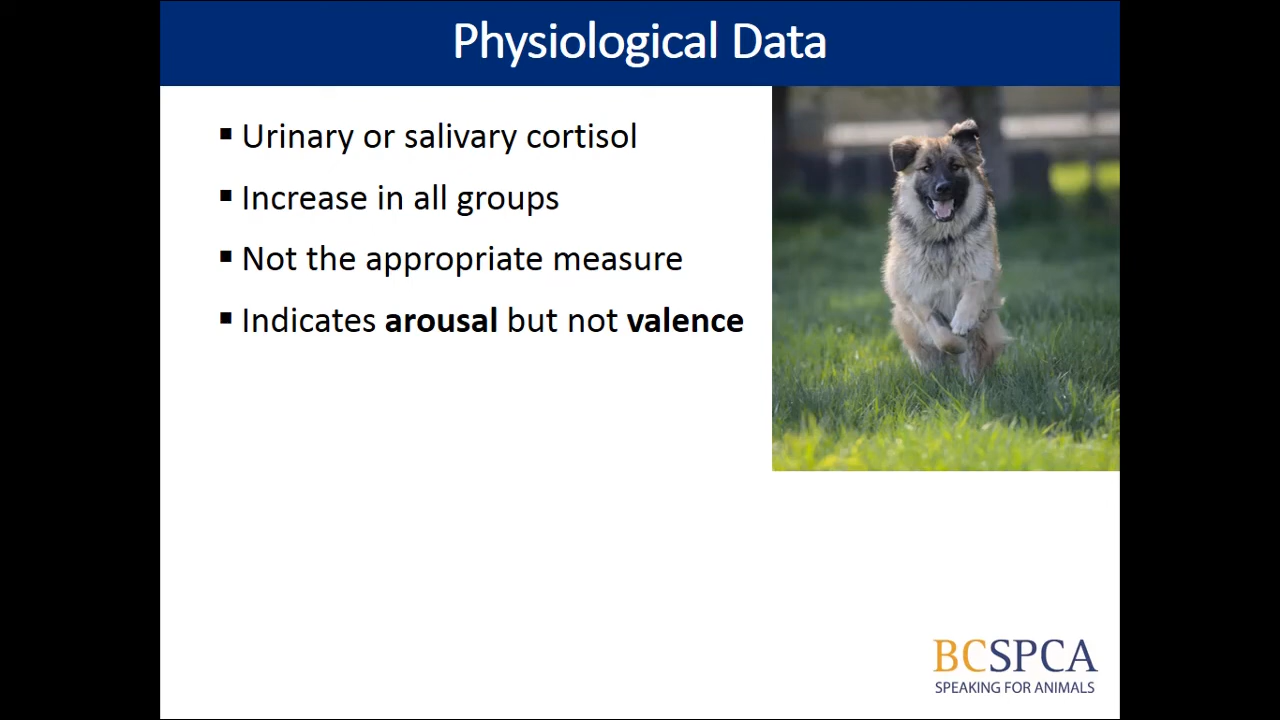 Physiological Data
▪ Urinary or salivary cortisol
▪ Increase in all groups
▪ Not the appropriate measure
▪ Indicates arousal but not valence
BCSPCA
SPEAKING FOR ANIMALS